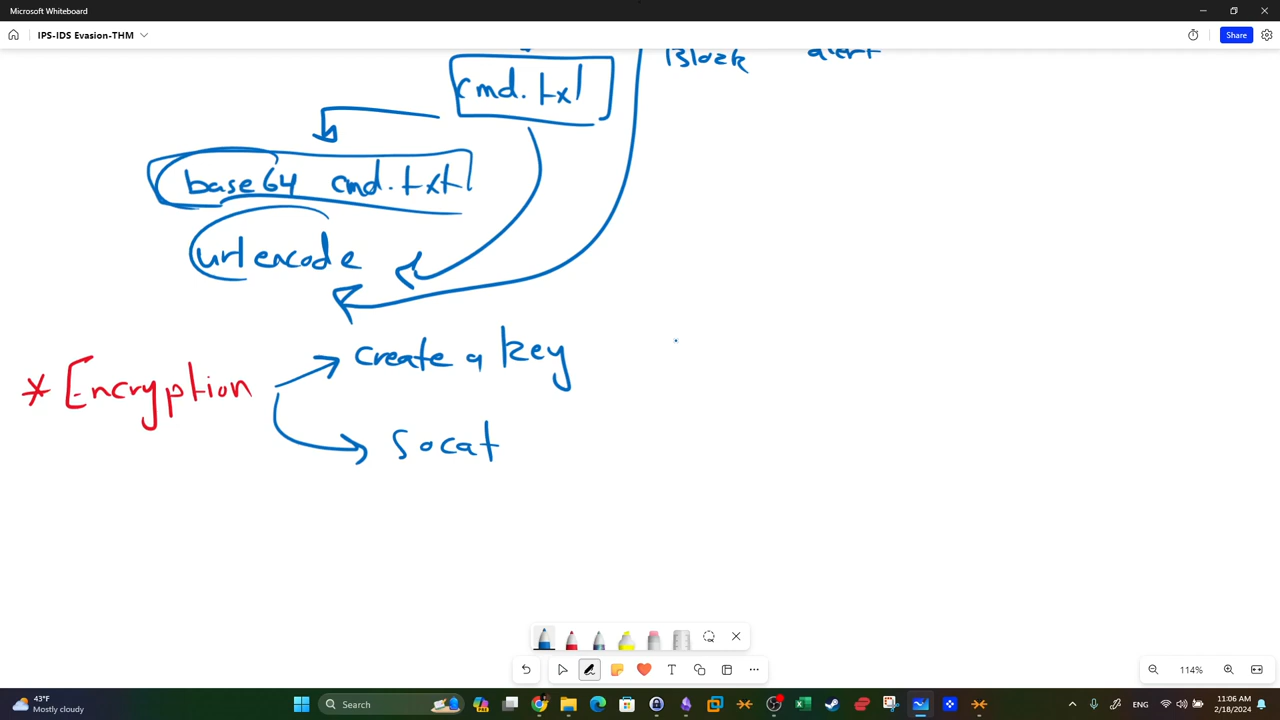 Microsoft Whiteboard
IPS-IDS Evasion-THM
Share
Block alert
cmd.txt
base64 cmd.txt
urlencode
create a key
* Encryption
socat
114%
43°F
Mostly cloudy
Search
ENG
11:06 AM
2/18/2024